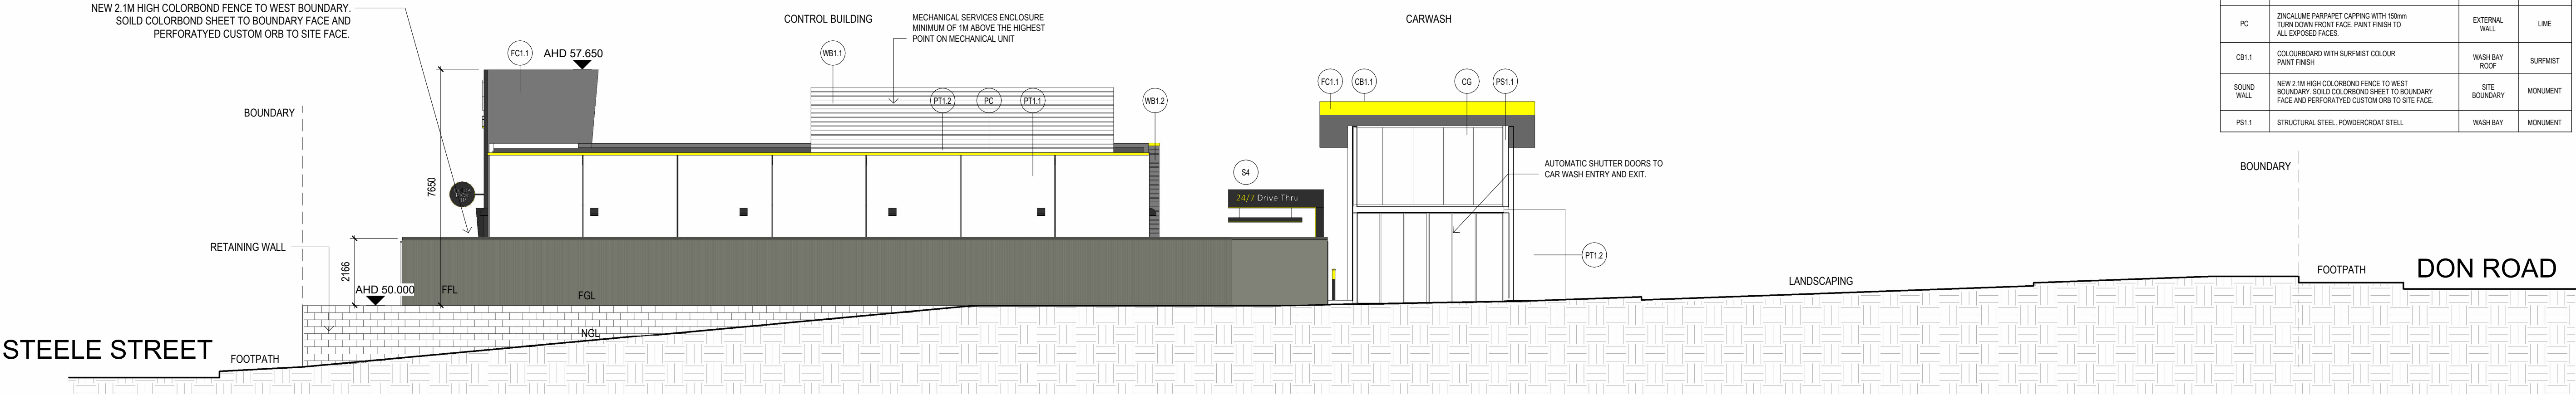 NEW 2.1M HIGH COLORBOND FENCE TO WEST BOUNDARY.
SOILD COLORBOND SHEET TO BOUNDARY FACE AND
PERFORATYED CUSTOM ORB TO SITE FACE.
CONTROL BUILDING
MECHANICAL SERVICES ENCLOSURE
MINIMUM OF 1M ABOVE THE HIGHEST
POINT ON MECHANICAL UNIT
CARWASH
FC1.1
AHD 57.650
WB1.1
PT1.2
PC
PT1.1
WB1.2
FC1.1
CB1.1
CG
PS1.1
BOUNDARY
7650
S4
24/7 Drive Thru
AUTOMATIC SHUTTER DOORS TO
CAR WASH ENTRY AND EXIT.
BOUNDARY
RETAINING WALL
2166
AHD 50.000
FFL
FGL
NGL
PT1.2
LANDSCAPING
FOOTPATH
DON ROAD
STEELE STREET
FOOTPATH
PC
ZINCALUME PARPAPET CAPPING WITH 150mm
TURN DOWN FRONT FACE. PAINT FINISH TO
ALL EXPOSED FACES.
EXTERNAL
WALL
LIME
CB1.1
COLOURBOARD WITH SURFMIST COLOUR
PAINT FINISH
WASH BAY
ROOF
SURFMIST
SOUND
WALL
NEW 2.1M HIGH COLORBOND FENCE TO WEST
BOUNDARY. SOILD COLORBOND SHEET TO BOUNDARY
FACE AND PERFORATYED CUSTOM ORB TO SITE FACE.
SITE
BOUNDARY
MONUMENT
PS1.1
STRUCTURAL STEEL. POWDERCROAT STELL
WASH BAY
MONUMENT